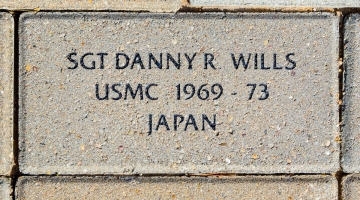 SGT DANNY R. WILLS
USMC 1969 - 73
JAPAN